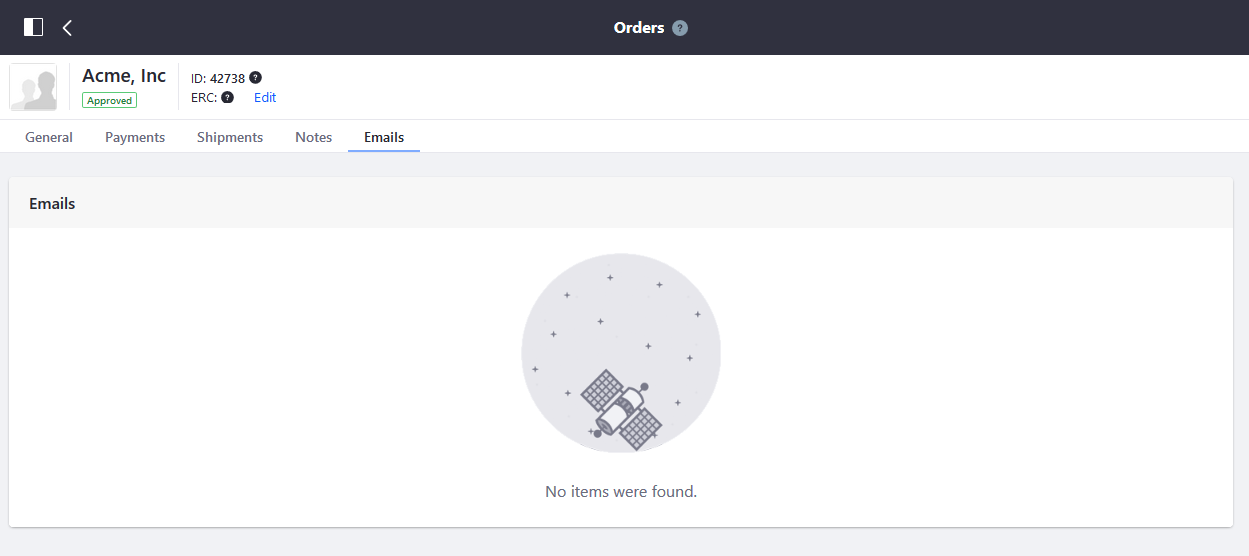 Orders ?
Acme, Inc
Approved
ID: 42738 ?
ERC: ? Edit
General Payments Shipments Notes Emails
Emails
No items were found.